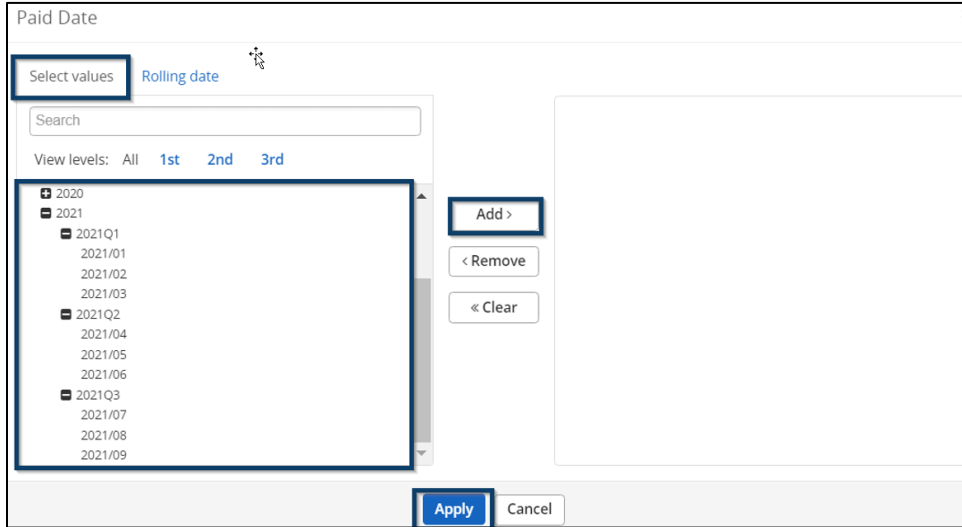 Paid Date
Select values Rolling date
Search
View levels: All 1st 2nd 3rd
2020
2021
2021Q1
2021/01
2021/02
2021/03
2021Q2
2021/04
2021/05
2021/06
2021Q3
2021/07
2021/08
2021/09
Add >
< Remove
« Clear
Apply Cancel